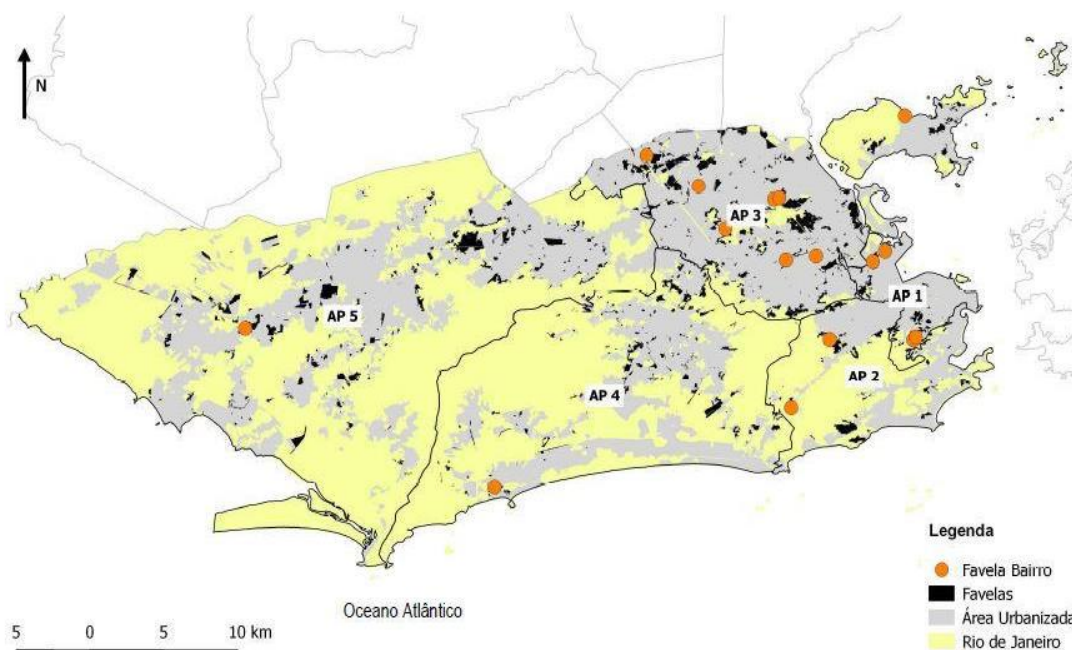 N
AP 3
AP 1
AP 5
AP 2
AP 4
Legenda
Favela Bairro
Favelas
Área Urbanizada
Rio de Janeiro
Oceano Atlântico
5 0 5 10 km